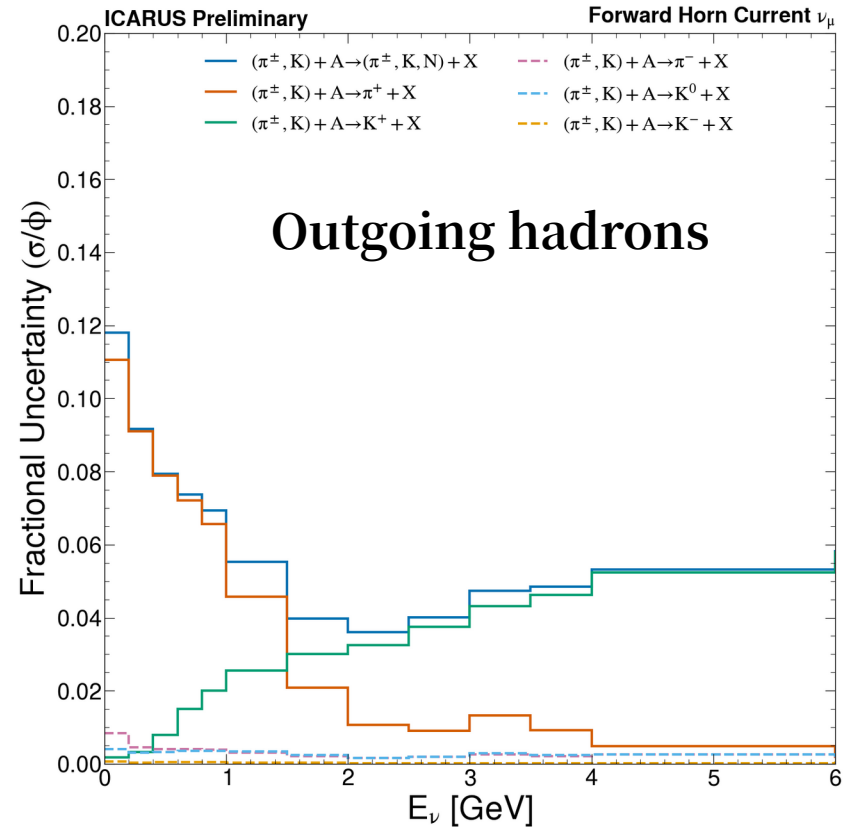 ICARUS Preliminary
Forward Horn Current ν_μ
(π±, K) + A→(π±, K, N) + X
(π±, K) + A→π⁺ + X
(π±, K) + A→K⁺ + X
(π±, K) + A→π⁻ + X
(π±, K) + A→K⁰ + X
(π±, K) + A→K⁻ + X
Outgoing hadrons
Fractional Uncertainty (σ/ϕ)
0.20
0.18
0.16
0.14
0.12
0.10
0.08
0.06
0.04
0.02
0.00
0 1 2 3 4 5 6
E_ν [GeV]